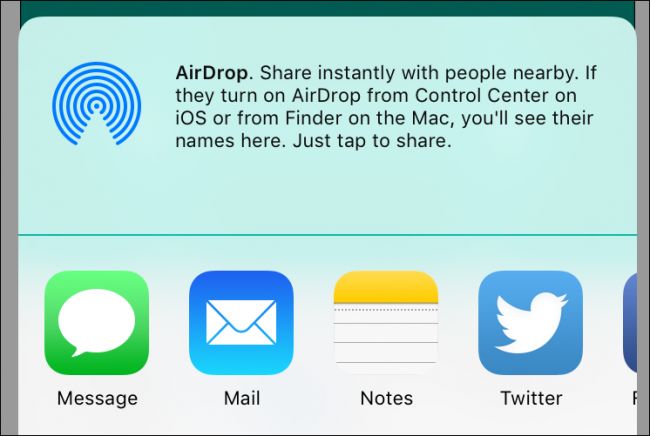 AirDrop. Share instantly with people nearby. If
they turn on AirDrop from Control Center on
iOS or from Finder on the Mac, you'll see their
names here. Just tap to share.
Message Mail Notes Twitter